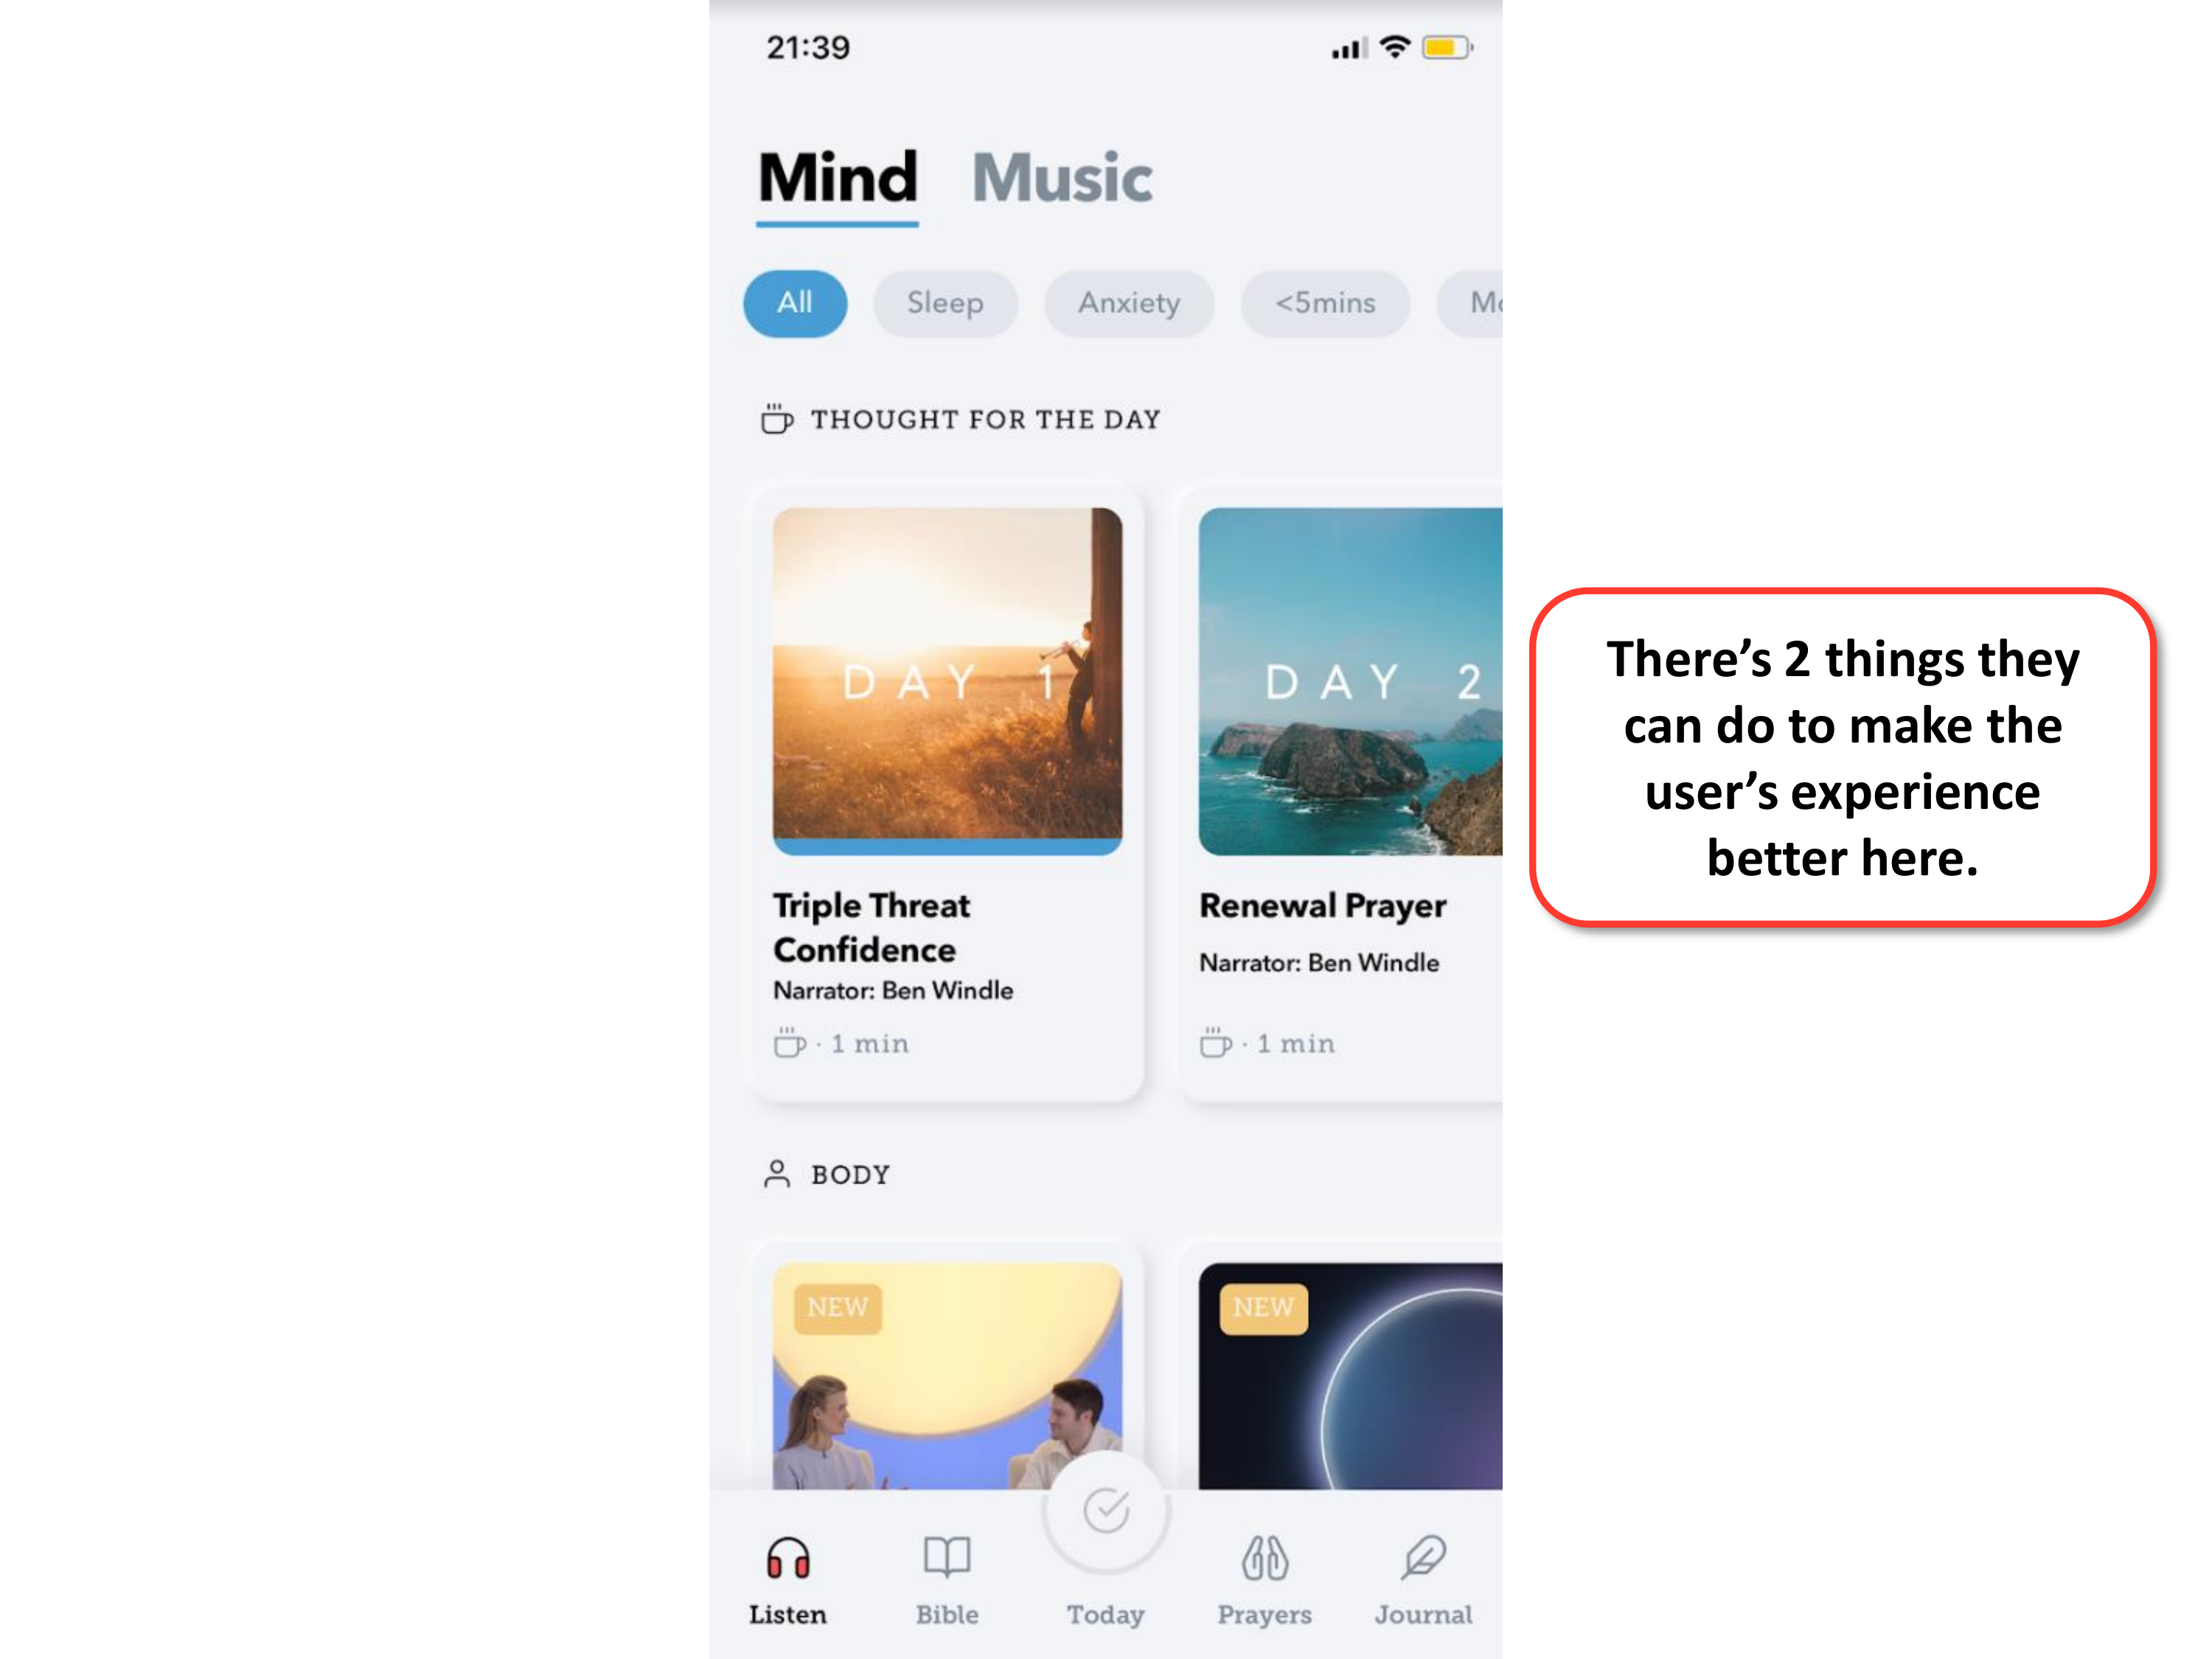 21:39
Mind Music
All Sleep Anxiety <5mins Mo
THOUGHT FOR THE DAY
DAY 1
DAY 2
Triple Threat
Confidence
Narrator: Ben Windle
· 1 min
Renewal Prayer
Narrator: Ben Windle
· 1 min
BODY
NEW
NEW
Listen Bible Today Prayers Journal
There’s 2 things they
can do to make the
user’s experience
better here.